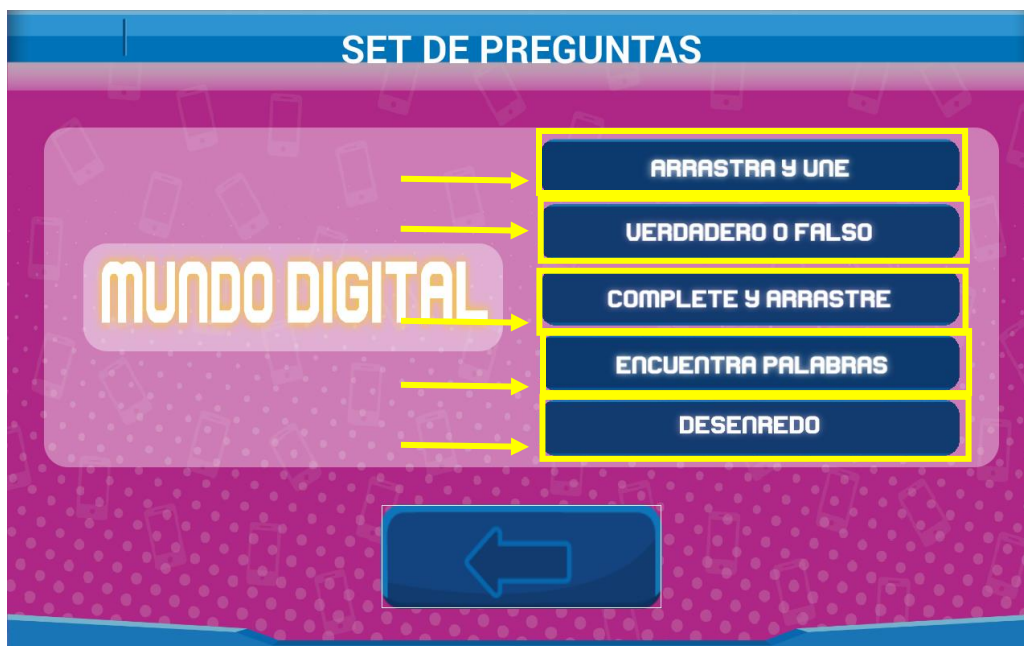 SET DE PREGUNTAS
MUNDO DIGITAL
ARRASTRA Y UNE
VERDADERO O FALSO
COMPLETE Y ARRASTRE
ENCUENTRA PALABRAS
DESENREDO